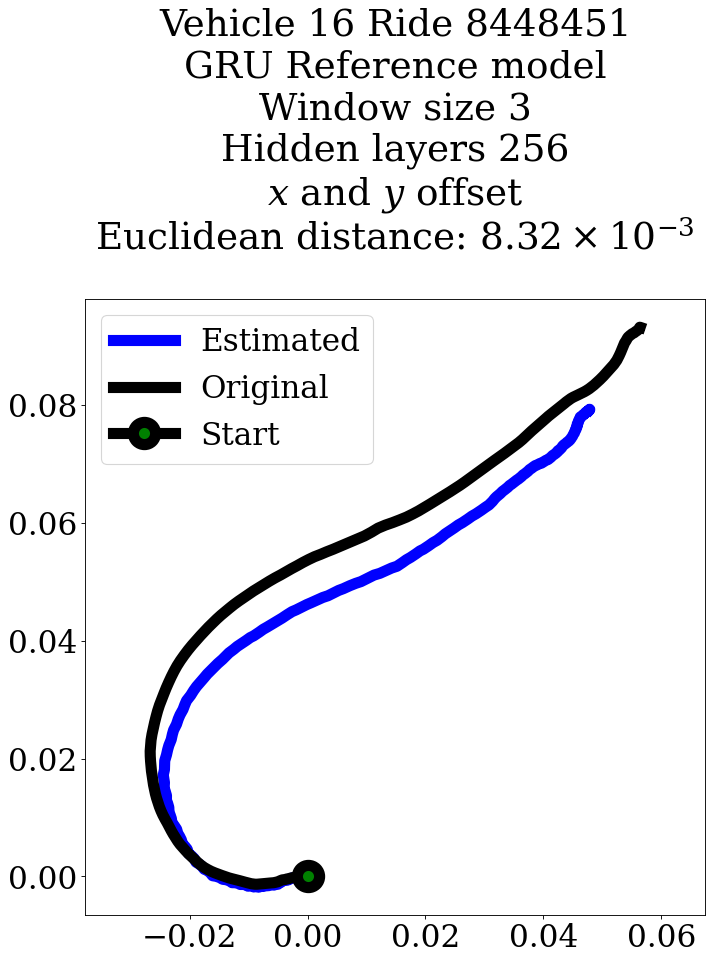 Vehicle 16 Ride 8448451
GRU Reference model
Window size 3
Hidden layers 256
x and y offset
Euclidean distance: 8.32 × 10⁻³
Estimated
Original
Start
0.08
0.06
0.04
0.02
0.00
−0.02 0.00 0.02 0.04 0.06